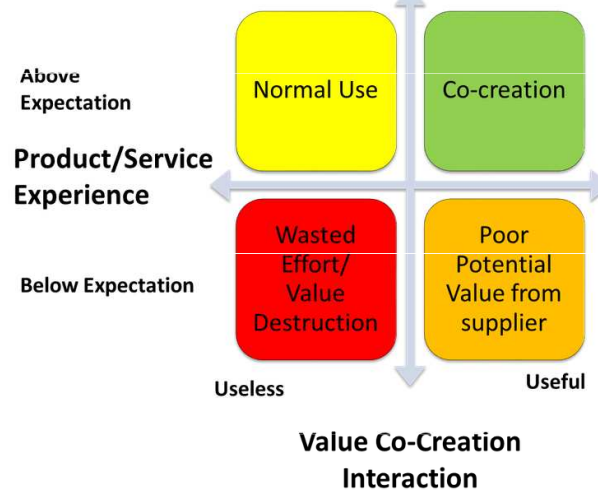 Above
Expectation
Normal Use
Co-creation
Product/Service
Experience
Wasted
Effort/
Value
Destruction
Poor
Potential
Value from
supplier
Below Expectation
Useless
Useful
Value Co-Creation
Interaction